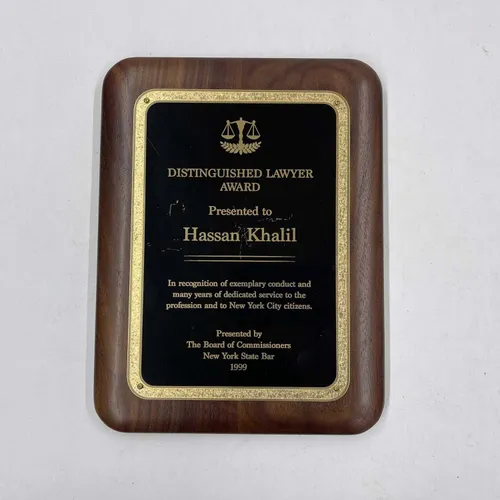 DISTINGUISHED LAWYER
AWARD
Presented to
Hassan Khalil
In recognition of exemplary conduct and
many years of dedicated service to the
profession and to New York City citizens.
Presented by
The Board of Commissioners
New York State Bar
1999